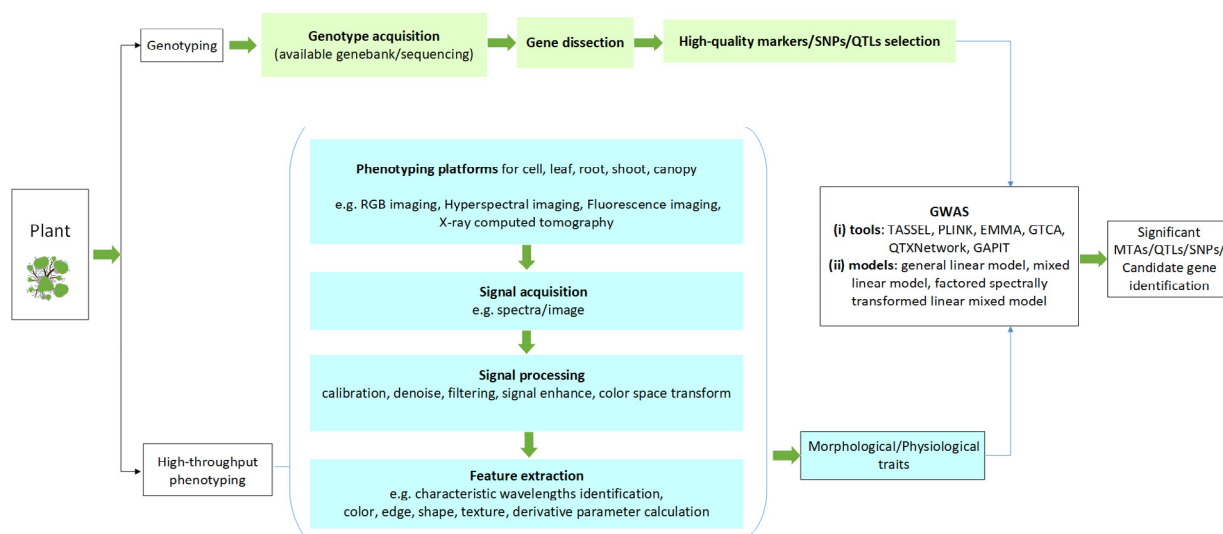 Genotyping
Genotype acquisition
(available genebank/sequencing)
Gene dissection
High-quality markers/SNPs/QTLs selection
Plant
High-throughput
phenotyping
Phenotyping platforms for cell, leaf, root, shoot, canopy
e.g. RGB imaging, Hyperspectral imaging, Fluorescence imaging,
X-ray computed tomography
Signal acquisition
e.g. spectra/image
Signal processing
calibration, denoise, filtering, signal enhance, color space transform
Feature extraction
e.g. characteristic wavelengths identification,
color, edge, shape, texture, derivative parameter calculation
Morphological/Physiological
traits
GWAS
(i) tools: TASSEL, PLINK, EMMA, GTCA,
QTXNetwork, GAPIT
(ii) models: general linear model, mixed
linear model, factored spectrally
transformed linear mixed model
Significant
MTAs/QTLs/SNPs/
Candidate gene
identification